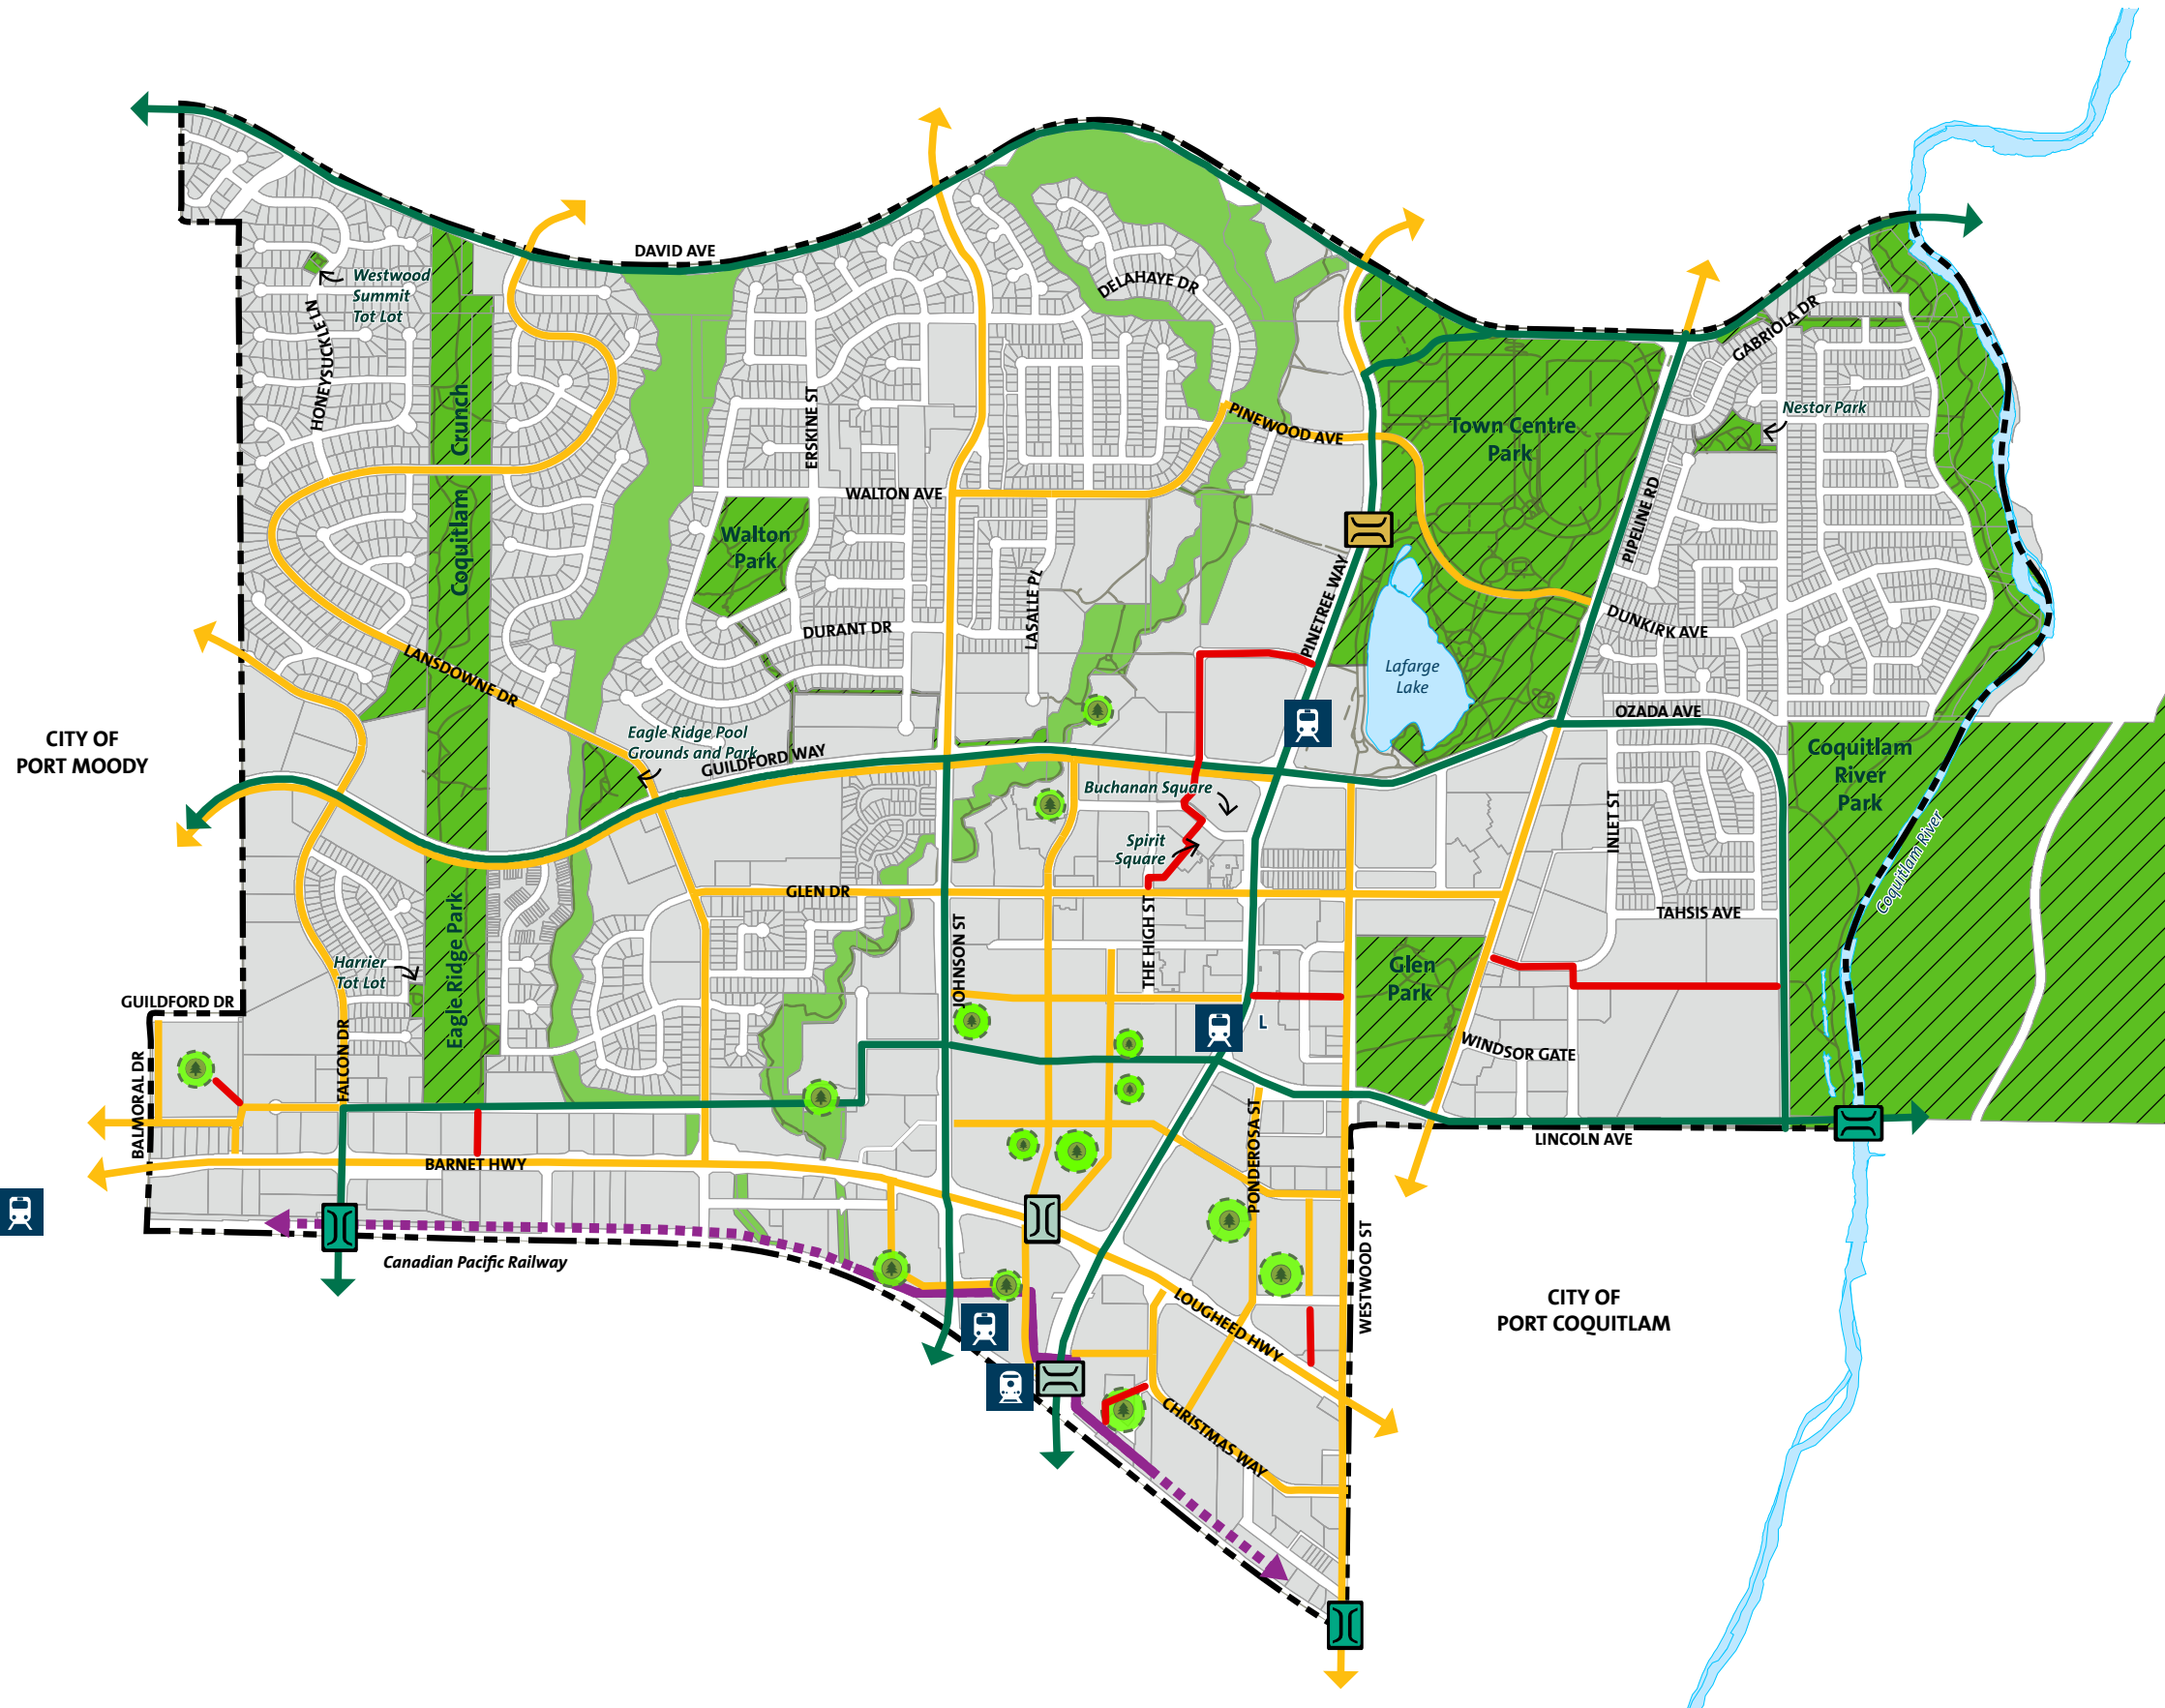 DAVID AVE
Westwood
Summit
Tot Lot
HONEYSUCKLE LN
Coquitlam Crunch
DELAHAYE DR
GABRIOLA DR
ERSKINE ST
PINEWOOD AVE
Town Centre
Park
Nestor Park
WALTON AVE
Walton
Park
PIPELINE RD
LASALLE PL
PINETREE WAY
DURANT DR
DUNKIRK AVE
LANSDOWNE DR
Lafarge
Lake
OZADA AVE
CITY OF
PORT MOODY
Eagle Ridge Pool
Grounds and Park
GUILDFORD WAY
Coquitlam
River
Park
Buchanan Square
Spirit
Square
INLET ST
Coquitlam River
GLEN DR
TAHSIS AVE
THE HIGH ST
JOHNSON ST
Eagle Ridge Park
Harrier
Tot Lot
Glen
Park
GUILDFORD DR
L
FALCON DR
BALMORAL DR
WINDSOR GATE
LINCOLN AVE
PONDEROSA ST
BARNET HWY
WESTWOOD ST
Canadian Pacific Railway
LOUGHEED HWY
CITY OF
PORT COQUITLAM
CHRISTMAS WAY